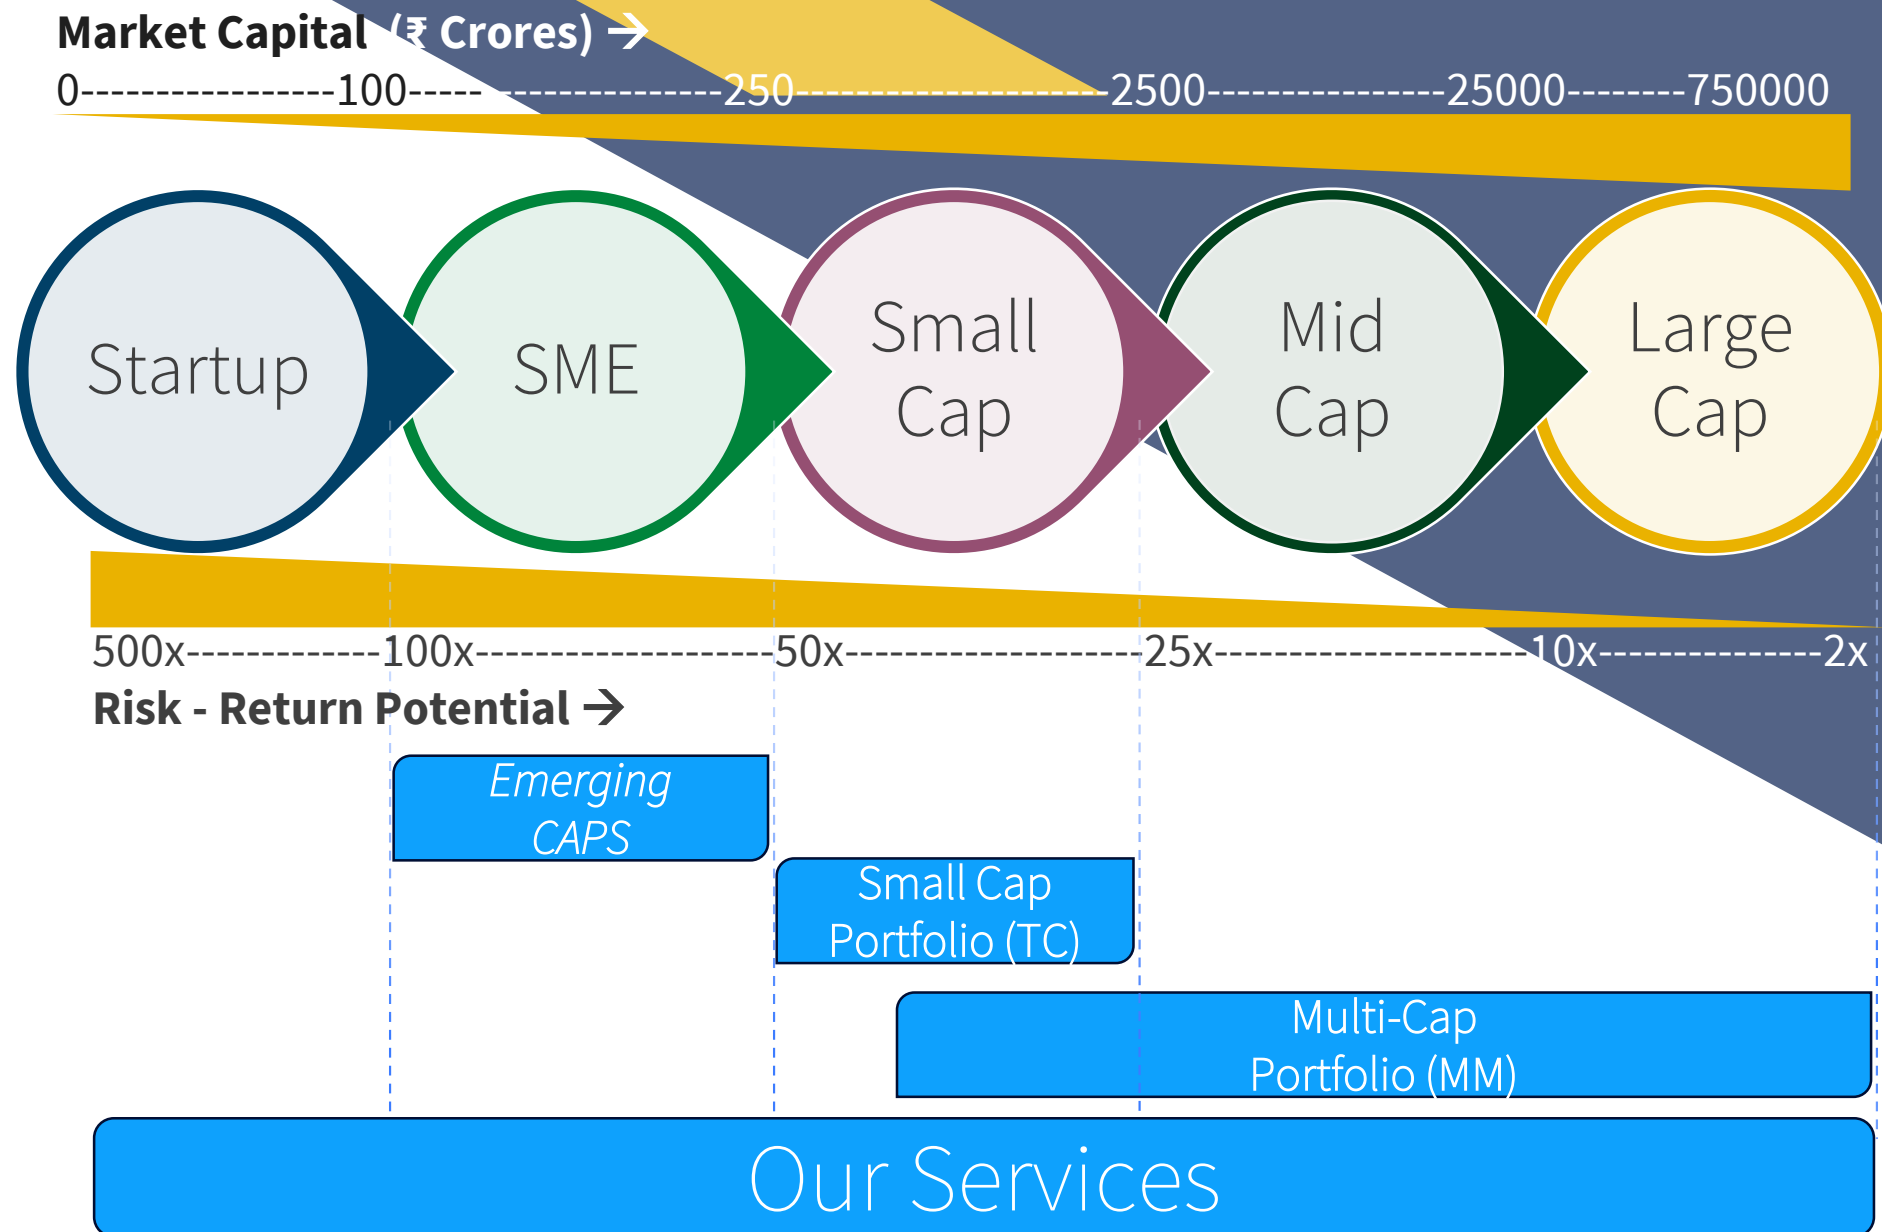 Market Capital (₹ Crores) →
0-----------------100----- ---------------250---------------------2500----------------25000--------750000
Startup
SME
Small
Cap
Mid
Cap
Large
Cap
500x-------------100x--------------------50x--------------------25x---------------------10x---------------2x
Risk - Return Potential →
Emerging
CAPS
Small Cap
Portfolio (TC)
Multi-Cap
Portfolio (MM)
Our Services